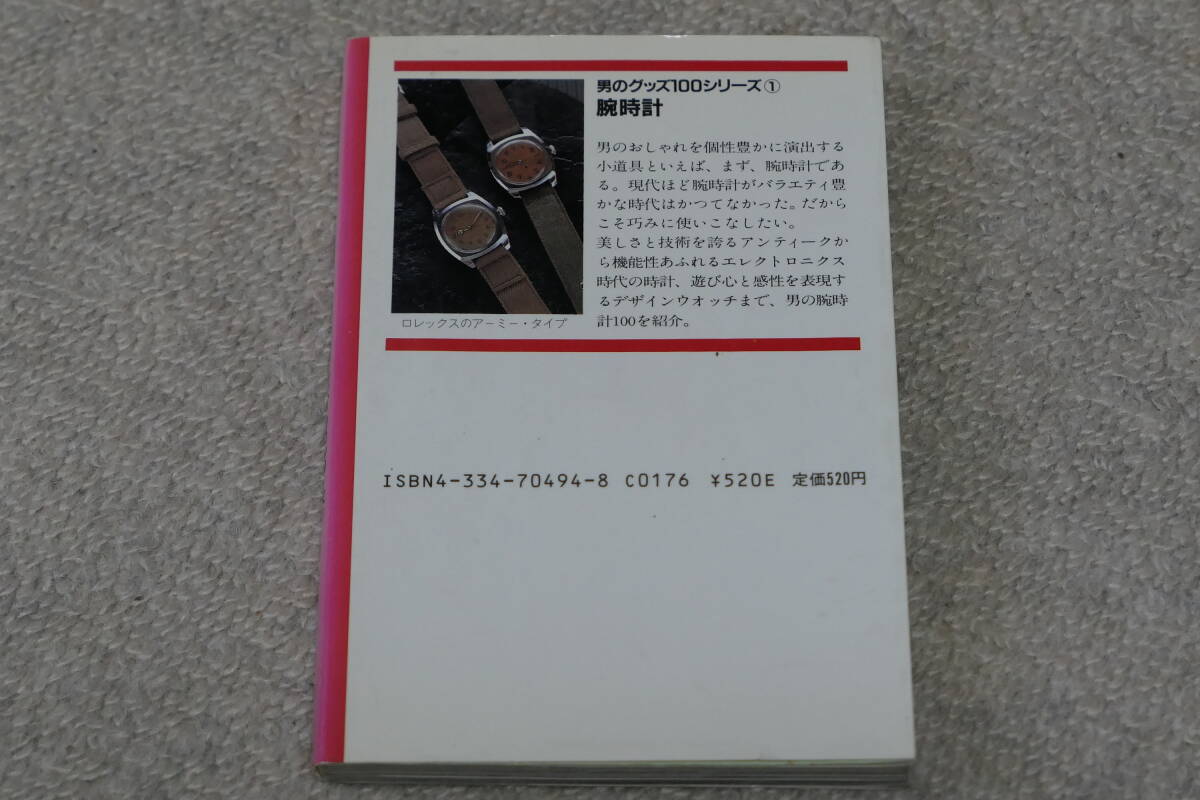 男のグッズ100シリーズ①
腕時計
男のおしゃれを個性豊かに演出する
小道具といえば、まず、腕時計であ
る。現代ほど腕時計がバラエティ豊
かな時代はかつてなかった。だから
こそ巧みに使いこなしたい。
美しさと技術を誇るアンティークか
ら機能性あふれるエレクトロニクス
時代の時計、遊び心と感性を表現す
るデザインウオッチまで、男の腕時
計100を紹介。
ロレックスのアーミー・タイプ
ISBN4-334-70494-8 C0176 ¥520E 定価520円